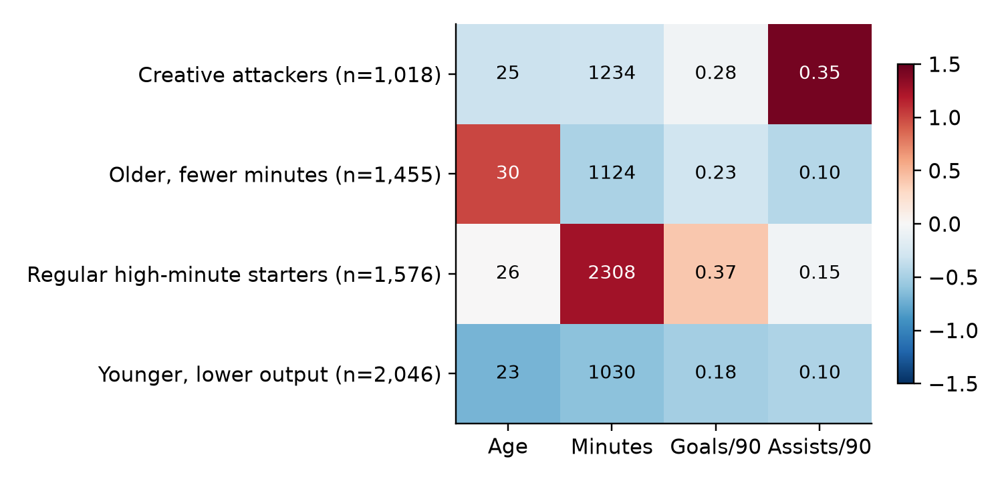 Creative attackers (n=1,018) 25 1234 0.28 0.35
Older, fewer minutes (n=1,455) 30 1124 0.23 0.10
Regular high-minute starters (n=1,576) 26 2308 0.37 0.15
Younger, lower output (n=2,046) 23 1030 0.18 0.10
Age Minutes Goals/90 Assists/90
1.5
1.0
0.5
0.0
−0.5
−1.0
−1.5